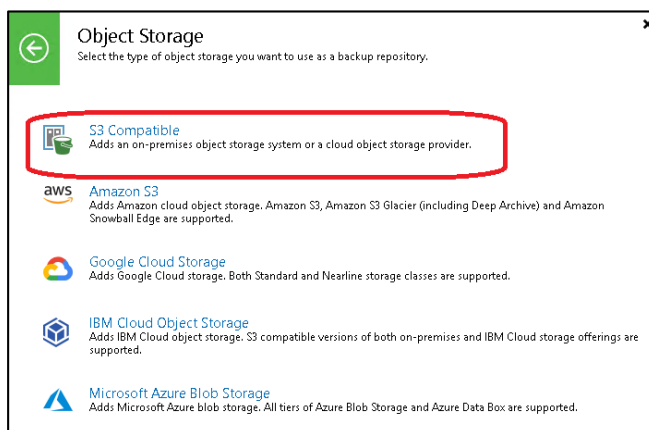 Object Storage
Select the type of object storage you want to use as a backup repository.
S3 Compatible
Adds an on-premises object storage system or a cloud object storage provider.
aws
Amazon S3
Adds Amazon cloud object storage. Amazon S3, Amazon S3 Glacier (including Deep Archive) and Amazon
Snowball Edge are supported.
Google Cloud Storage
Adds Google Cloud storage. Both Standard and Nearline storage classes are supported.
IBM Cloud Object Storage
Adds IBM Cloud object storage. S3 compatible versions of both on-premises and IBM Cloud storage offerings are
supported.
Microsoft Azure Blob Storage
Adds Microsoft Azure blob storage. All tiers of Azure Blob Storage and Azure Data Box are supported.